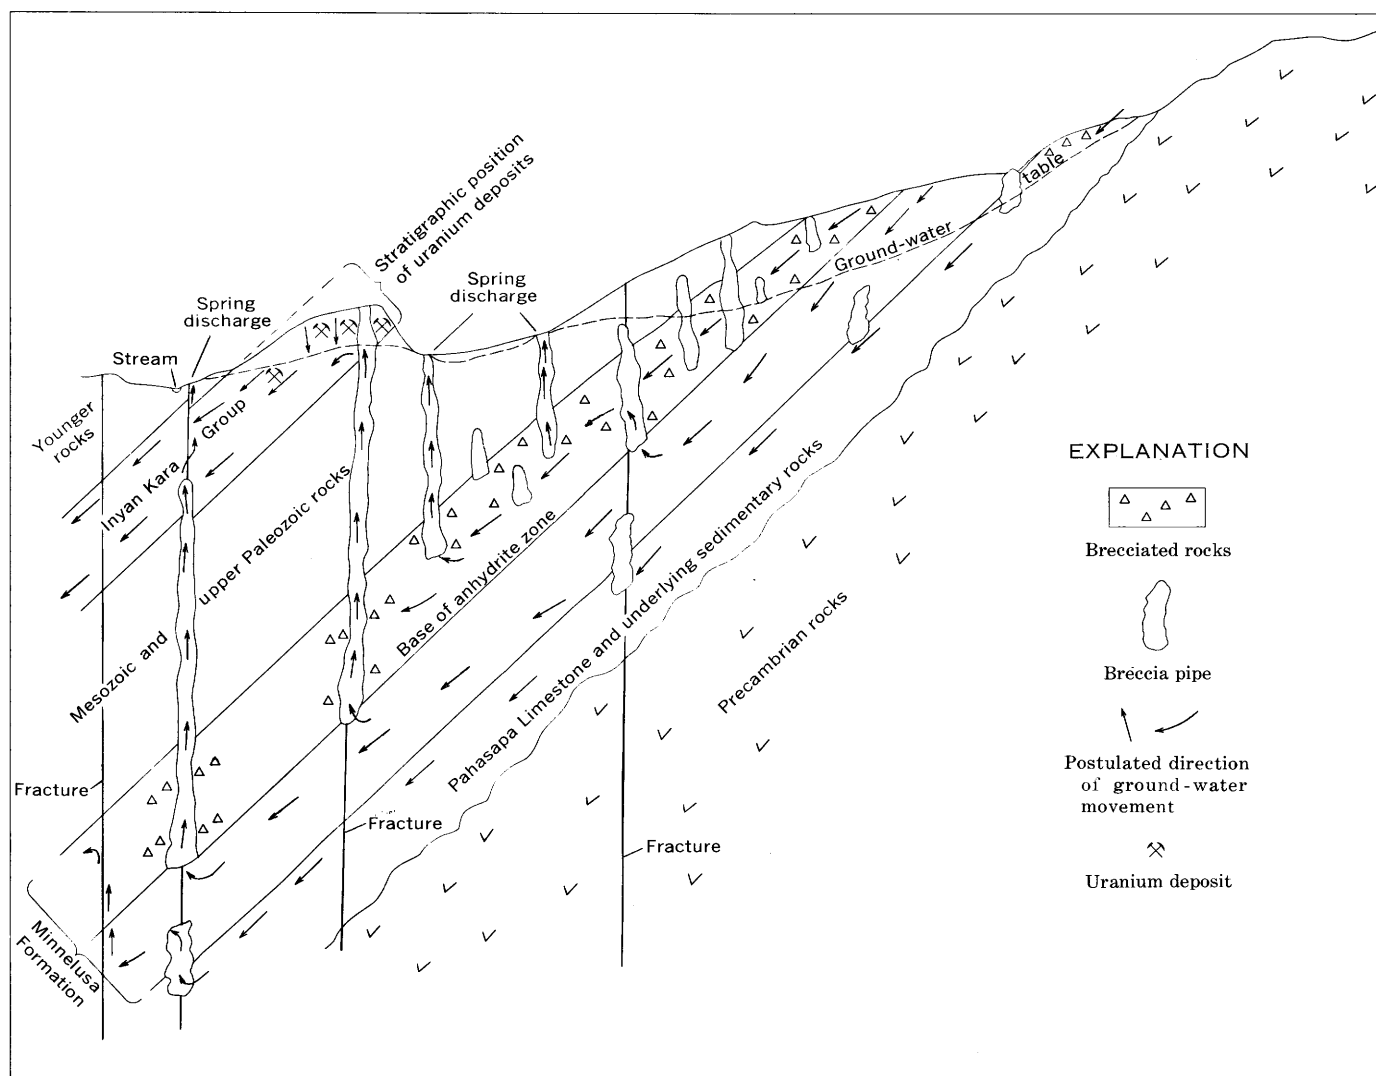 Stratigraphic position
of uranium deposits
Spring
discharge
Spring
discharge
Stream
Ground-water
table
Younger
rocks
Inyan Kara Group
Mesozoic and upper Paleozoic rocks
Base of anhydrite zone
Pahasapa Limestone and underlying sedimentary rocks
Precambrian rocks
Fracture
Fracture
Fracture
Minnelusa
Formation
EXPLANATION
Brecciated rocks
Breccia pipe
Postulated direction
of ground-water
movement
Uranium deposit